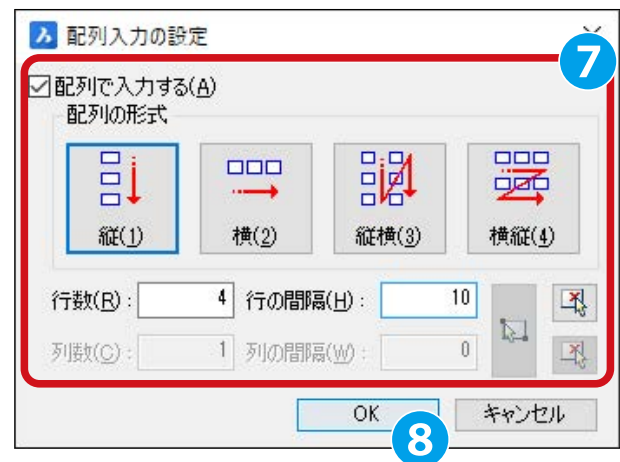 配列入力の設定
7
配列で入力する(A)
配列の形式
縦(1) 横(2) 縦横(3) 横縦(4)
行数(R): 4 行の間隔(H): 10
列数(C): 1 列の間隔(W): 0
OK キャンセル
8